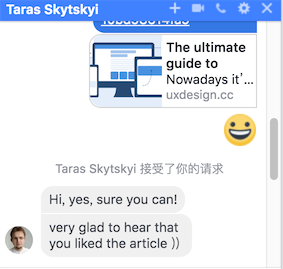 Taras Skytskyi
The ultimate
guide to
Nowadays it'...
uxdesign.cc
Taras Skytskyi 接受了你的请求
Hi, yes, sure you can!
very glad to hear that
you liked the article ))